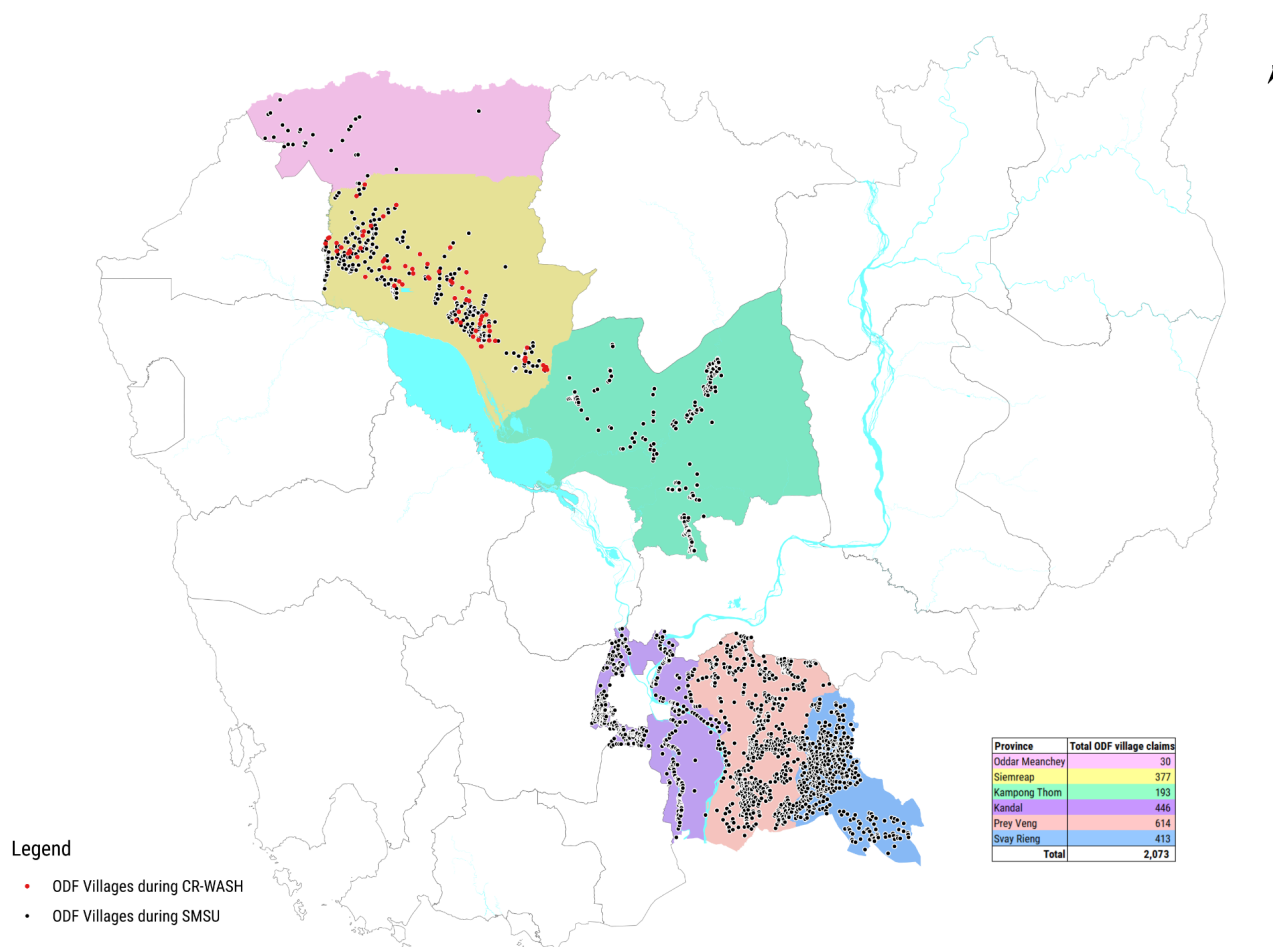 Province Total ODF village claims
Oddar Meanchey 30
Siemreap 377
Kampong Thom 193
Kandal 446
Prey Veng 614
Svay Rieng 413
Total 2,073
Legend
ODF Villages during CR-WASH
ODF Villages during SMSU